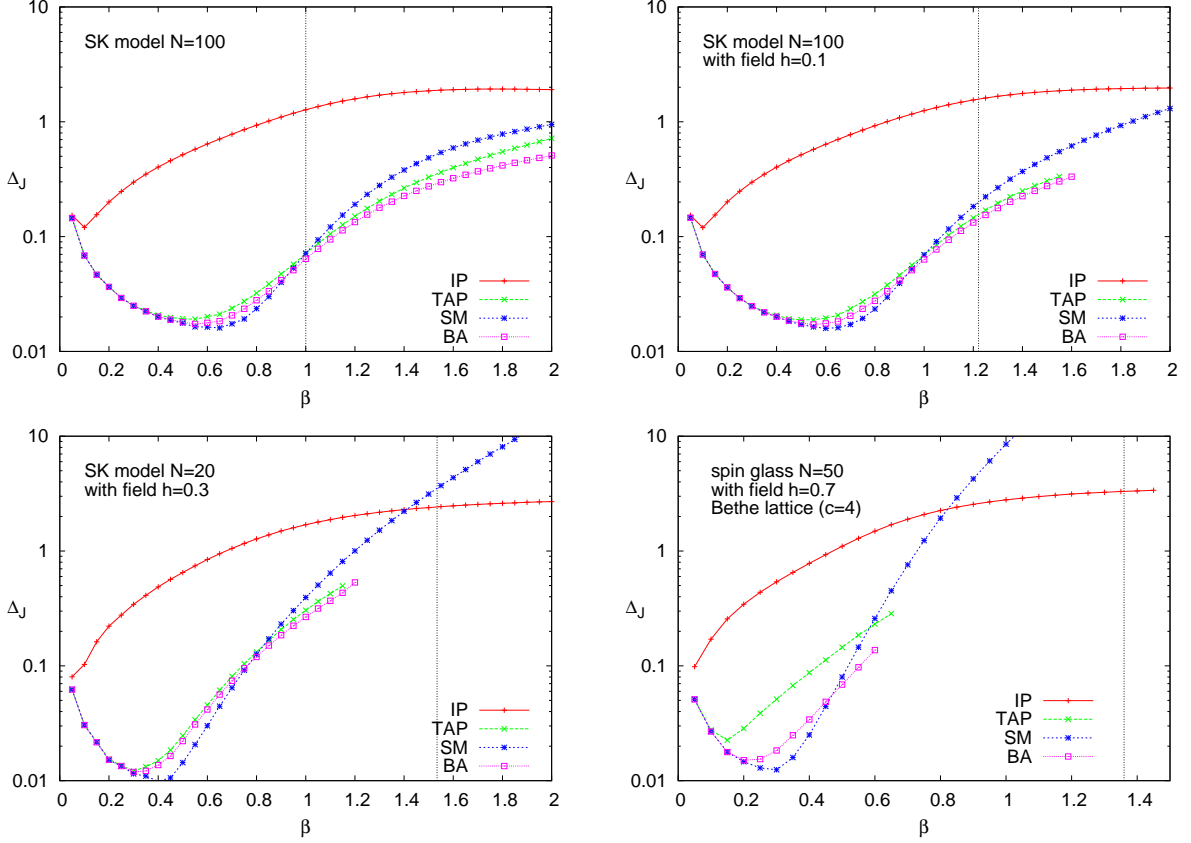 SK model N=100
10
1
0.1
0.01
Δ_J
0 0.2 0.4 0.6 0.8 1 1.2 1.4 1.6 1.8 2
β
IP
TAP
SM
BA
SK model N=100
with field h=0.1
10
1
0.1
0.01
Δ_J
0 0.2 0.4 0.6 0.8 1 1.2 1.4 1.6 1.8 2
β
IP
TAP
SM
BA
SK model N=20
with field h=0.3
10
1
0.1
0.01
Δ_J
0 0.2 0.4 0.6 0.8 1 1.2 1.4 1.6 1.8 2
β
IP
TAP
SM
BA
spin glass N=50
with field h=0.7
Bethe lattice (c=4)
10
1
0.1
0.01
Δ_J
0 0.2 0.4 0.6 0.8 1 1.2 1.4
β
IP
TAP
SM
BA